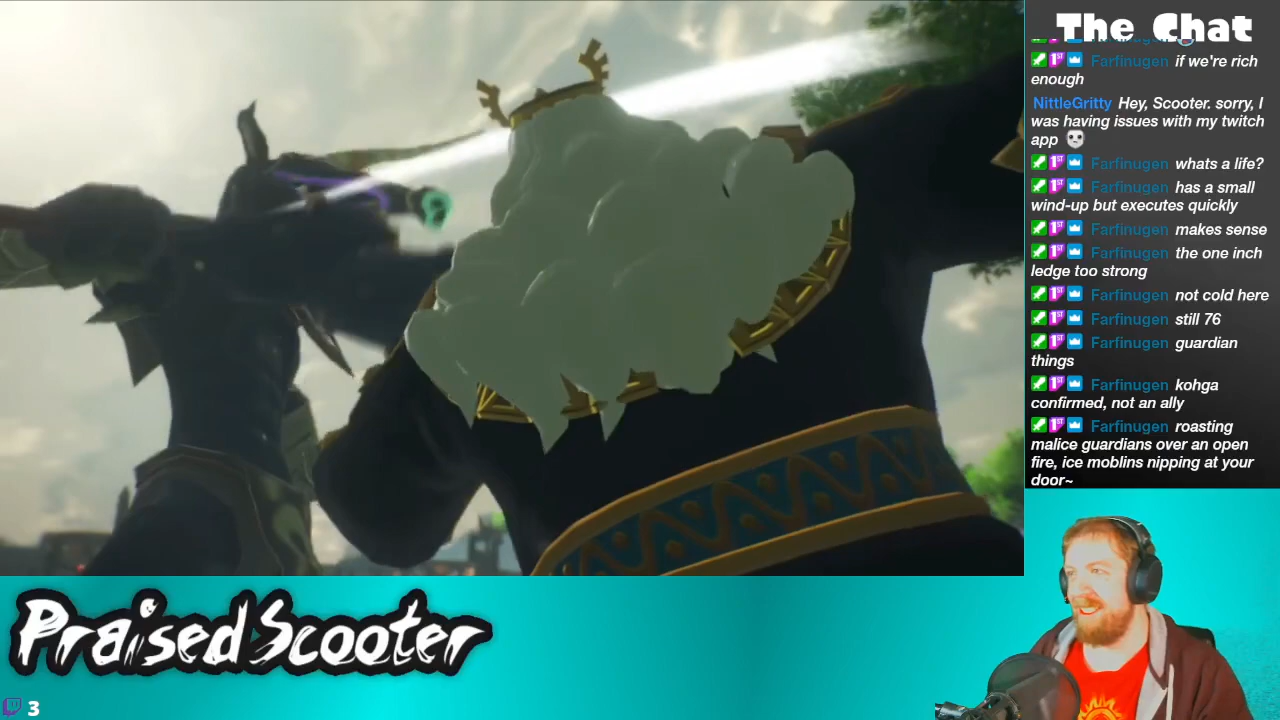 The Chat
Farfinugen if we're rich
enough
NittleGritty Hey, Scooter. sorry, I
was having issues with my twitch
app
Farfinugen whats a life?
Farfinugen has a small
wind-up but executes quickly
Farfinugen makes sense
Farfinugen the one inch
ledge too strong
Farfinugen not cold here
Farfinugen still 76
Farfinugen guardian
things
Farfinugen kohga
confirmed, not an ally
Farfinugen roasting
malice guardians over an open
fire, ice moblins nipping at your
door~
PraisedScooter
3